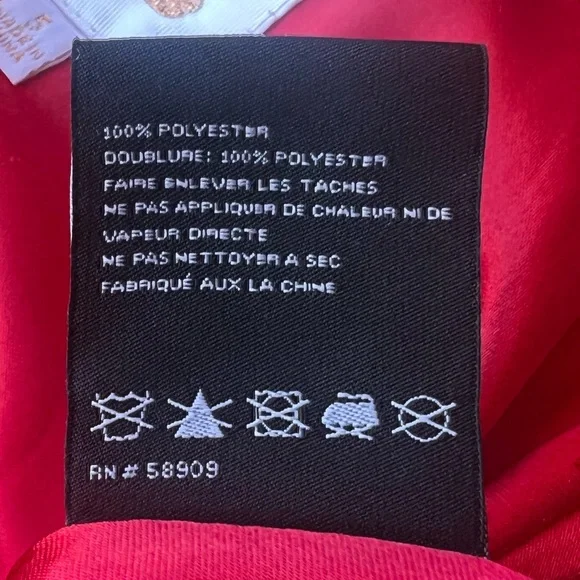 100% POLYESTER
DOUBLURE: 100% POLYESTER
FAIRE ENLEVER LES TACHES
NE PAS APPLIQUER DE CHALEUR NI DE
VAPEUR DIRECTE
NE PAS NETTOYER A SEC
FABRIQUÉ AUX LA CHINE
RN # 58909